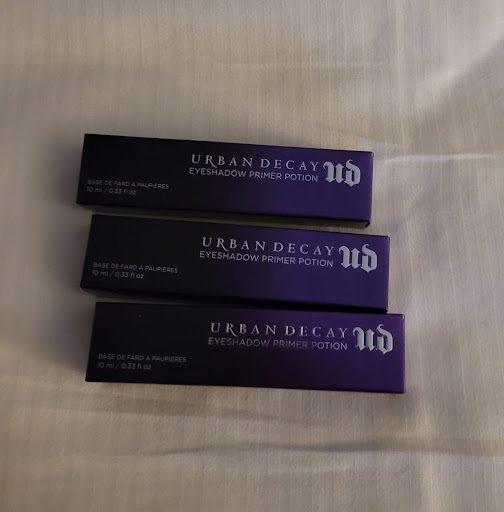 URBAN DECAY
EYESHADOW PRIMER POTION
UD
BASE DE FARD À PAUPIÈRES
10 ml / 0.33 fl oz
URBAN DECAY
EYESHADOW PRIMER POTION
UD
BASE DE FARD À PAUPIÈRES
10 ml / 0.33 fl oz
URBAN DECAY
EYESHADOW PRIMER POTION
UD
BASE DE FARD À PAUPIÈRES
10 ml / 0.33 fl oz